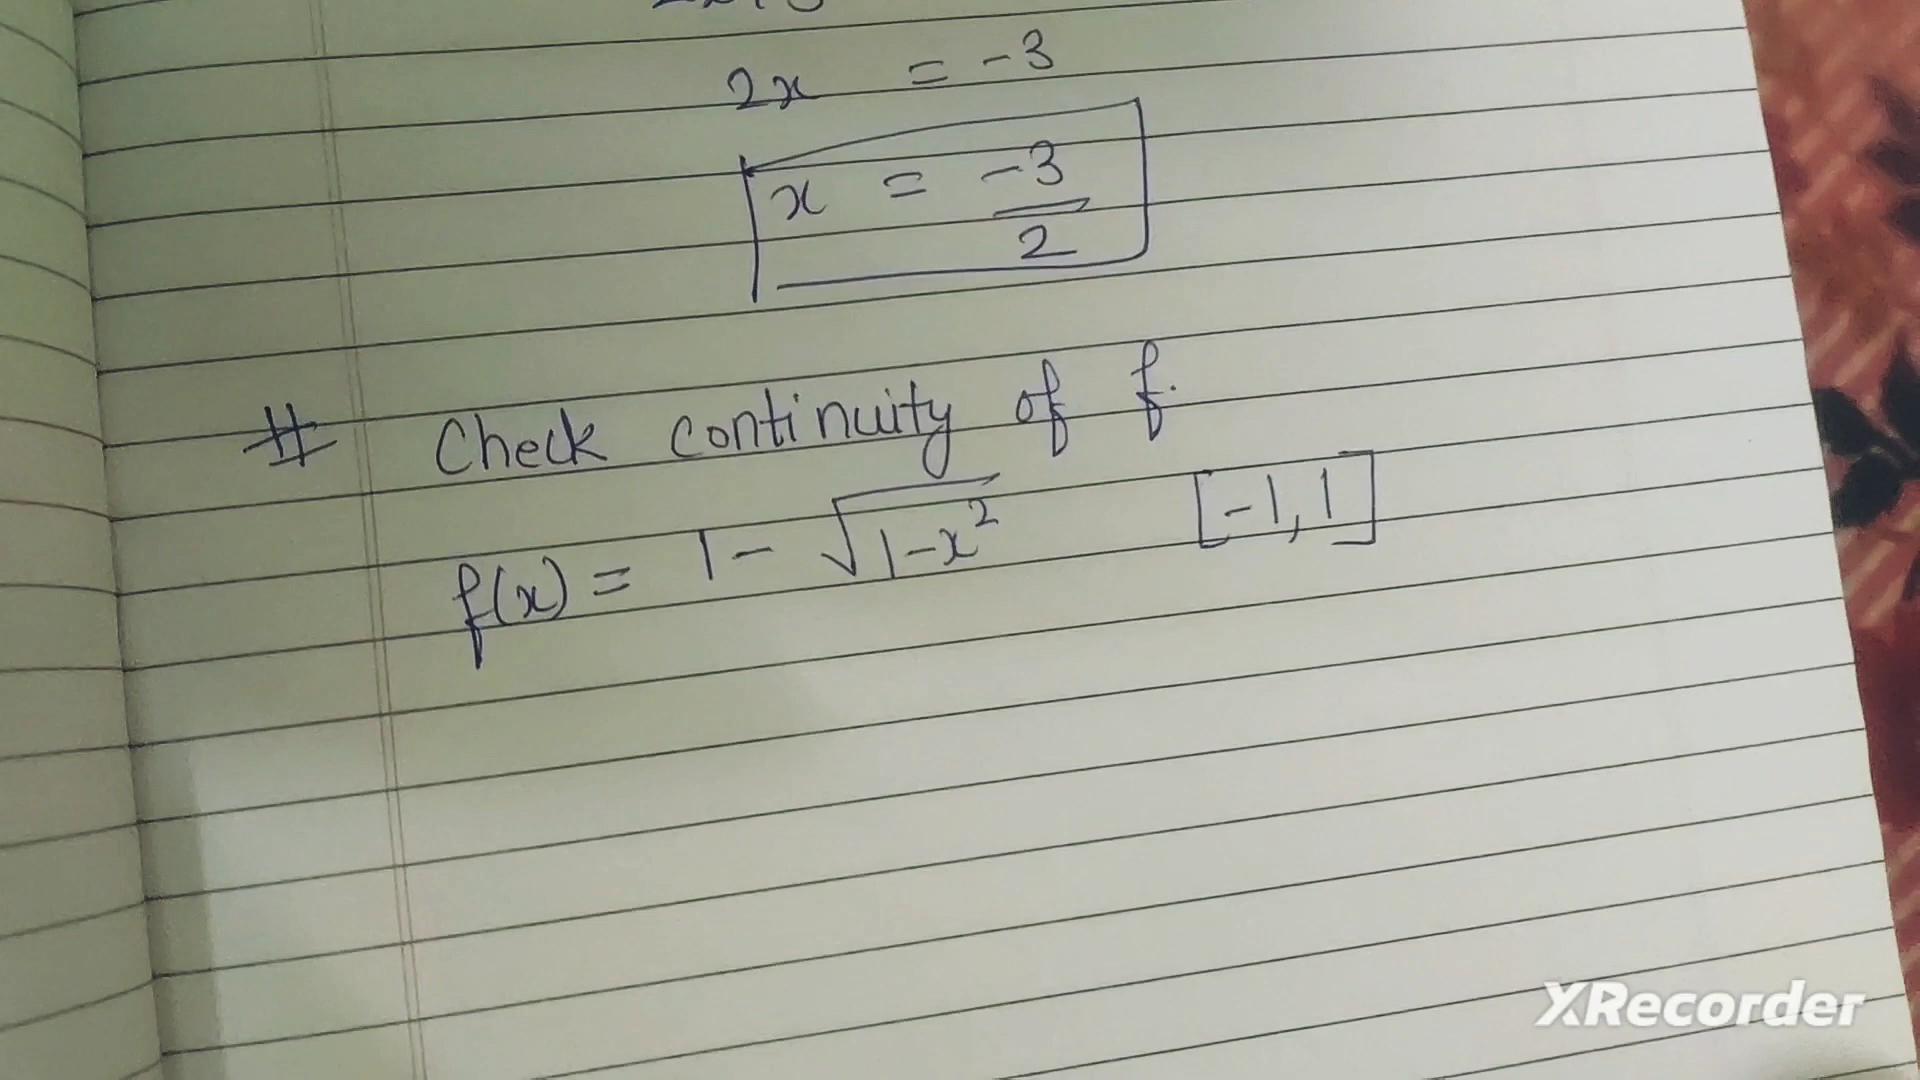 2x = -3
x = -3/2
# Check continuity of f.
f(x) = 1 - √(1-x²) [-1, 1]
XRecorder